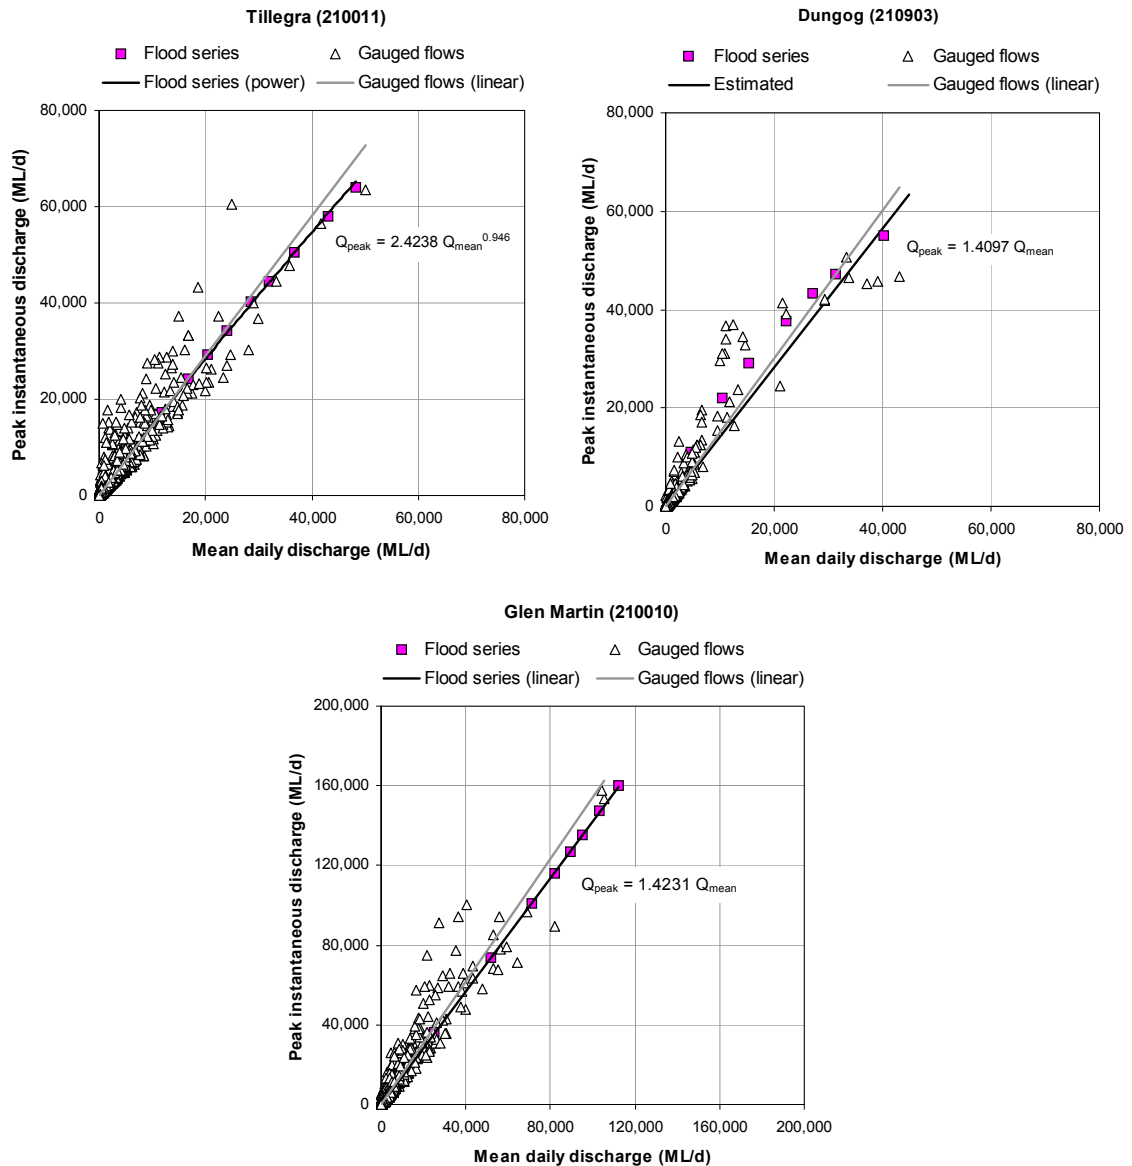 Tillegra (210011)
Flood series
Gauged flows
Flood series (power)
Gauged flows (linear)
80,000
60,000
40,000
20,000
0
Peak instantaneous discharge (ML/d)
Qpeak = 2.4238 Qmean^0.946
0
20,000
40,000
60,000
80,000
Mean daily discharge (ML/d)
Dungog (210903)
Flood series
Gauged flows
Estimated
Gauged flows (linear)
80,000
60,000
40,000
20,000
0
Peak instantaneous discharge (ML/d)
Qpeak = 1.4097 Qmean
0
20,000
40,000
60,000
80,000
Mean daily discharge (ML/d)
Glen Martin (210010)
Flood series
Gauged flows
Flood series (linear)
Gauged flows (linear)
200,000
160,000
120,000
80,000
40,000
0
Peak instantaneous discharge (ML/d)
Qpeak = 1.4231 Qmean
0
40,000
80,000
120,000
160,000
200,000
Mean daily discharge (ML/d)